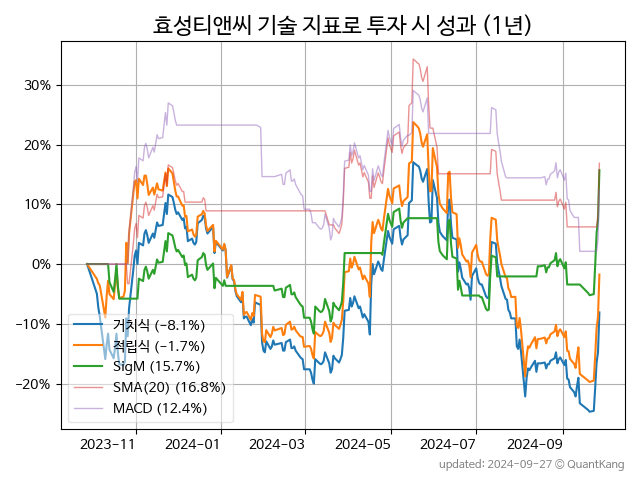 효성티앤씨 기술 지표로 투자 시 성과 (1년)
30%
20%
10%
0%
−10%
−20%
거치식 (−8.1%)
적립식 (−1.7%)
SigM (15.7%)
SMA(20) (16.8%)
MACD (12.4%)
2023-11
2024-01
2024-03
2024-05
2024-07
2024-09
updated: 2024-09-27 © QuantKang